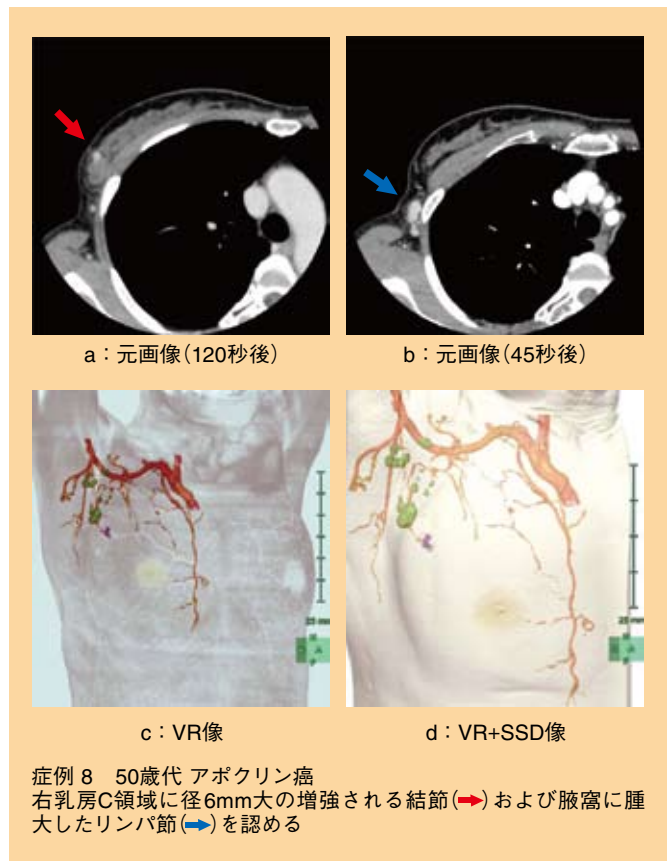 a：元画像（120秒後）
b：元画像（45秒後）
c：VR像
d：VR+SSD像
症例 8　50歳代 アポクリン癌
右乳房C領域に径6mm大の増強される結節（➡）および腋窩に腫
大したリンパ節（➡）を認める